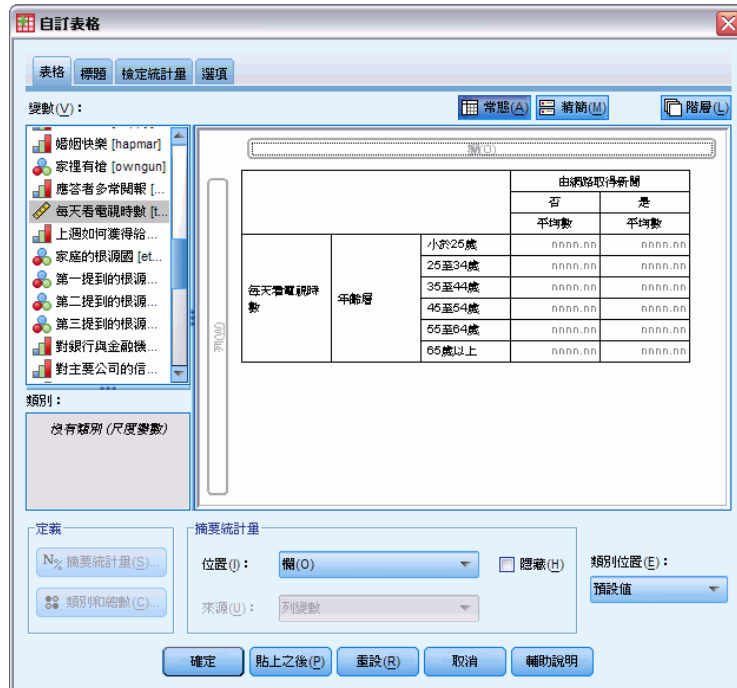 自訂表格
表格 標題 檢定統計量 選項
變數(V)：
常態(A) 精簡(M) 階層(L)
婚姻快樂 [hapmar]
家裡有槍 [owngun]
應答者多常閱報 [...
每天看電視時數 [t...
上週如何獲得給...
家庭的根源國 [et...
第一提到的根源...
第二提到的根源...
第三提到的根源...
對銀行與金融機...
對主要公司的信...
類別：
沒有類別 (尺度變數)
欄(O)
列(W)
由網路取得新聞
否 是
平均數 平均數
每天看電視時數 年齡層
小於25歲 nnnn.nn nnnn.nn
25至34歲 nnnn.nn nnnn.nn
35至44歲 nnnn.nn nnnn.nn
45至54歲 nnnn.nn nnnn.nn
55至64歲 nnnn.nn nnnn.nn
65歲以上 nnnn.nn nnnn.nn
定義
N% 摘要統計量(S)...
類別和總數(C)...
摘要統計量
位置(I)： 欄(O) 隱藏(H)
來源(U)： 列變數
類別位置(E)：
預設值
確定 貼上之後(P) 重設(R) 取消 輔助說明